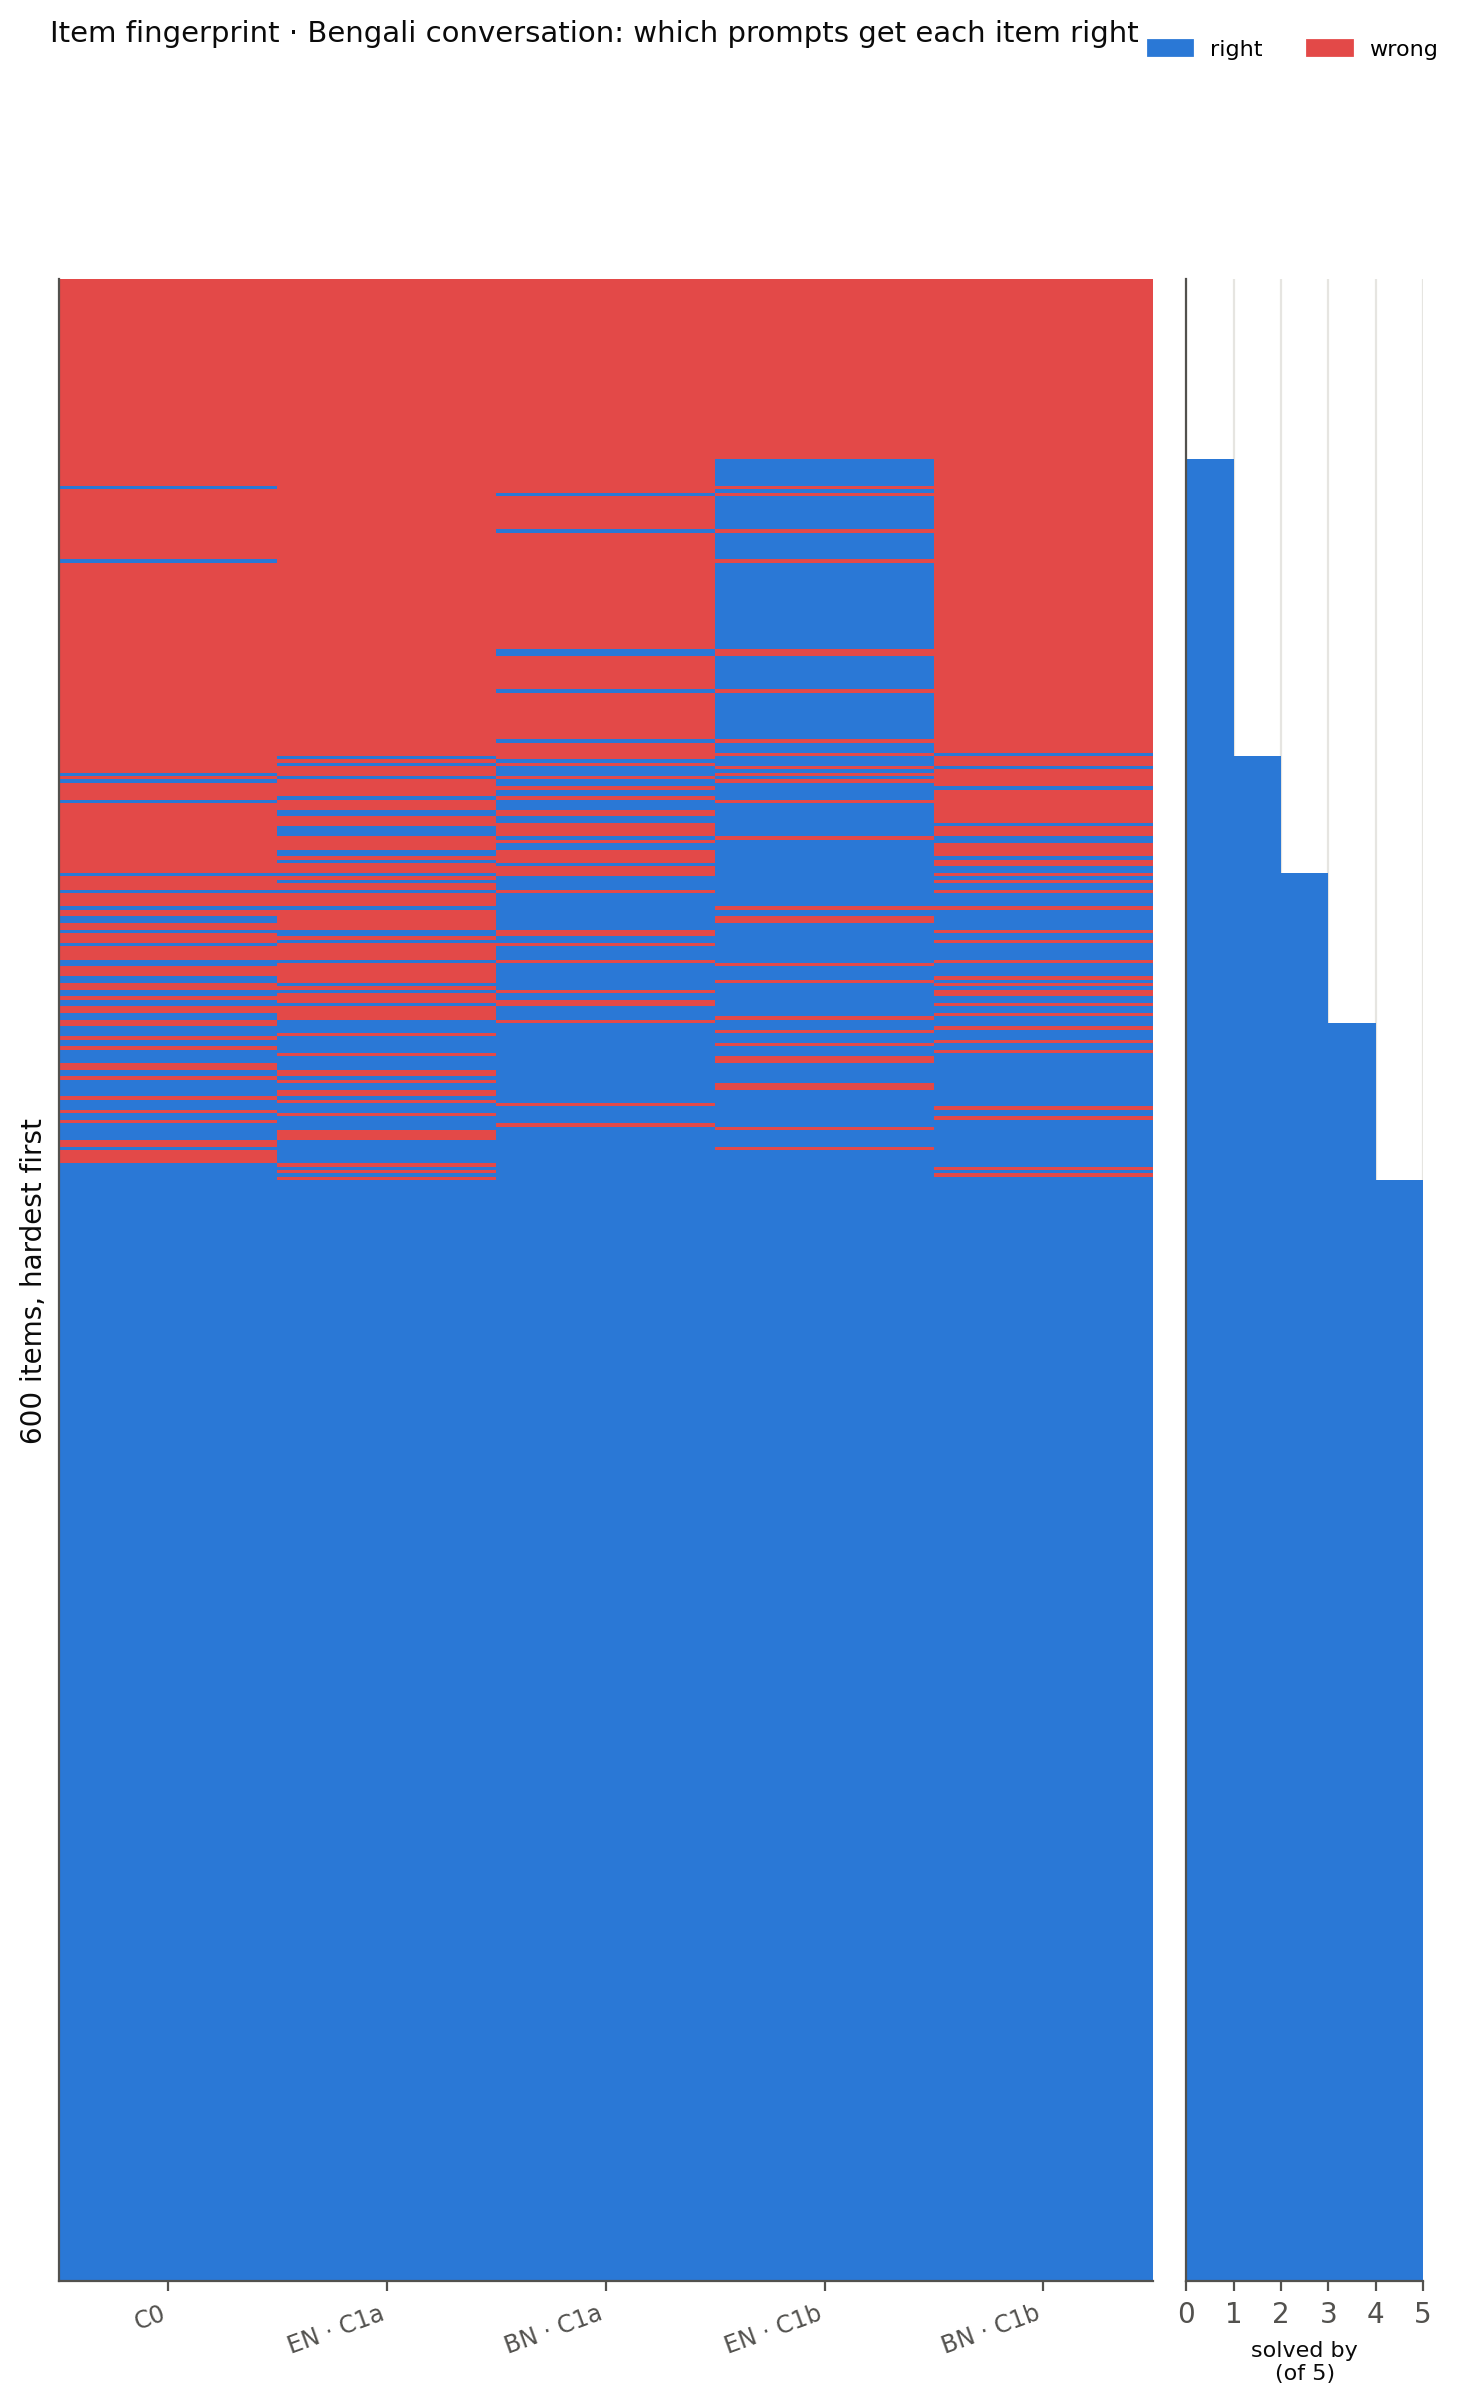 Item fingerprint · Bengali conversation: which prompts get each item right
right
wrong
600 items, hardest first
C0
EN · C1a
BN · C1a
EN · C1b
BN · C1b
0 1 2 3 4 5
solved by
(of 5)